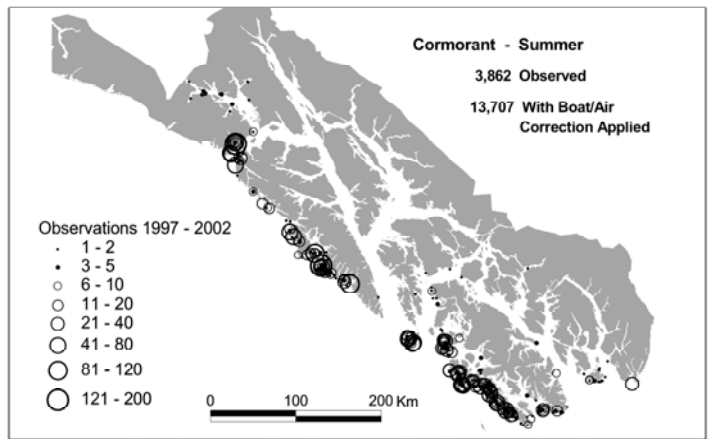 Cormorant - Summer
3,862 Observed
13,707 With Boat/Air
Correction Applied
Observations 1997 - 2002
1 - 2
3 - 5
6 - 10
11 - 20
21 - 40
41 - 80
81 - 120
121 - 200
0 100 200 Km